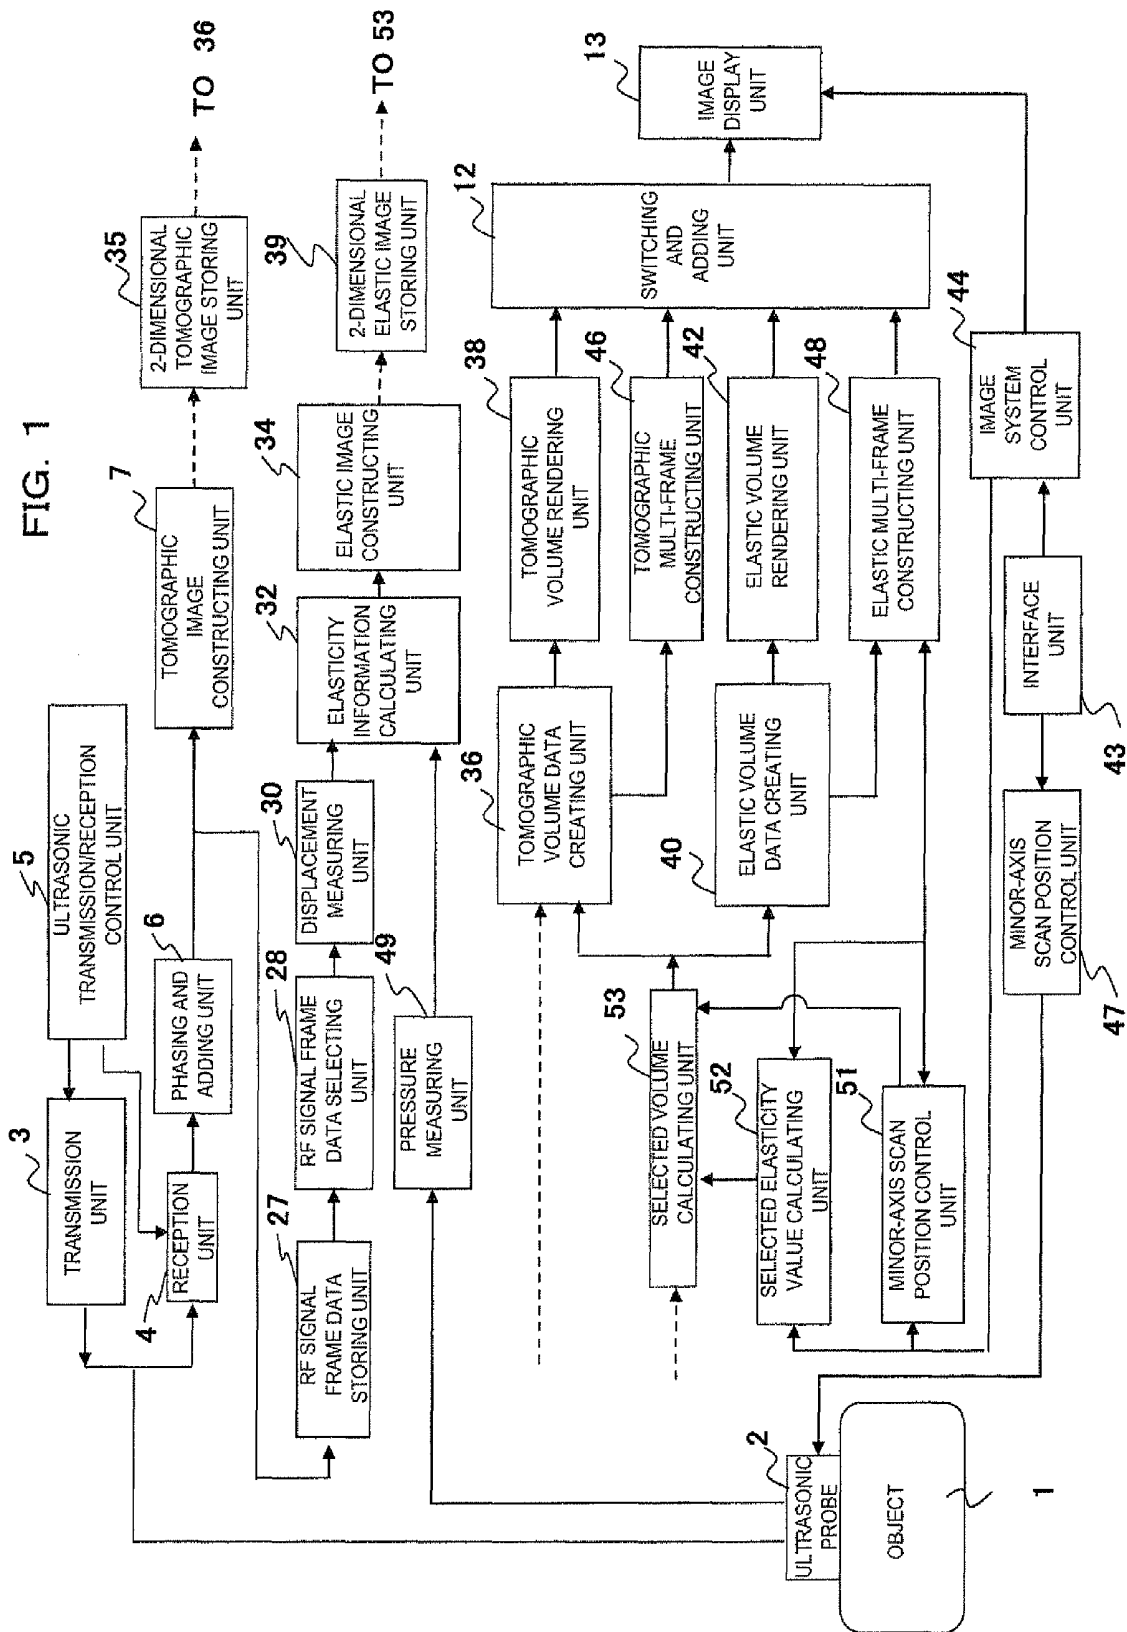 FIG. 1
5
ULTRASONIC
TRANSMISSION/RECEPTION
CONTROL UNIT
3
TRANSMISSION
UNIT
4
RECEPTION
UNIT
6
PHASING AND
ADDING UNIT
7
TOMOGRAPHIC
IMAGE
CONSTRUCTING UNIT
35
2-DIMENSIONAL
TOMOGRAPHIC
IMAGE STORING
UNIT
TO 36
27
RF SIGNAL
FRAME DATA
STORING UNIT
28
RF SIGNAL FRAME
DATA SELECTING
UNIT
30
DISPLACEMENT
MEASURING
UNIT
32
ELASTICITY
INFORMATION
CALCULATING
UNIT
34
ELASTIC IMAGE
CONSTRUCTING
UNIT
39
2-DIMENSIONAL
ELASTIC IMAGE
STORING UNIT
TO 53
49
PRESSURE
MEASURING
UNIT
36
TOMOGRAPHIC
VOLUME DATA
CREATING UNIT
38
TOMOGRAPHIC
VOLUME RENDERING
UNIT
46
TOMOGRAPHIC
MULTI-FRAME
CONSTRUCTING UNIT
40
ELASTIC VOLUME
DATA CREATING
UNIT
42
ELASTIC VOLUME
RENDERING UNIT
48
ELASTIC MULTI-FRAME
CONSTRUCTING UNIT
12
SWITCHING
AND
ADDING
UNIT
13
IMAGE
DISPLAY
UNIT
53
SELECTED VOLUME
CALCULATING UNIT
52
SELECTED ELASTICITY
VALUE CALCULATING
UNIT
51
MINOR-AXIS SCAN
POSITION CONTROL
UNIT
44
IMAGE
SYSTEM
CONTROL
UNIT
INTERFACE
UNIT
43
MINOR-AXIS
SCAN POSITION
CONTROL UNIT
47
2
ULTRASONIC
PROBE
OBJECT
1